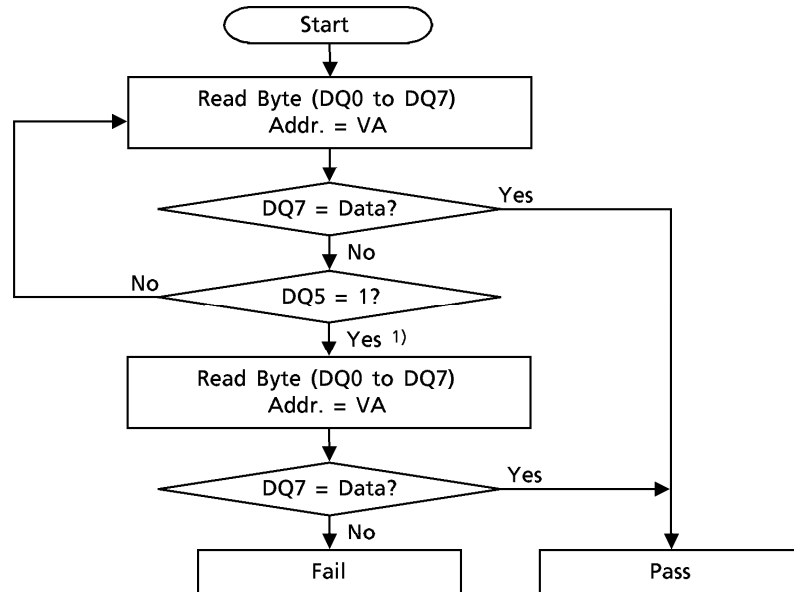 Start
Read Byte (DQ0 to DQ7)
Addr. = VA
DQ7 = Data?
Yes
No
DQ5 = 1?
No
Yes 1)
Read Byte (DQ0 to DQ7)
Addr. = VA
DQ7 = Data?
Yes
No
Fail
Pass